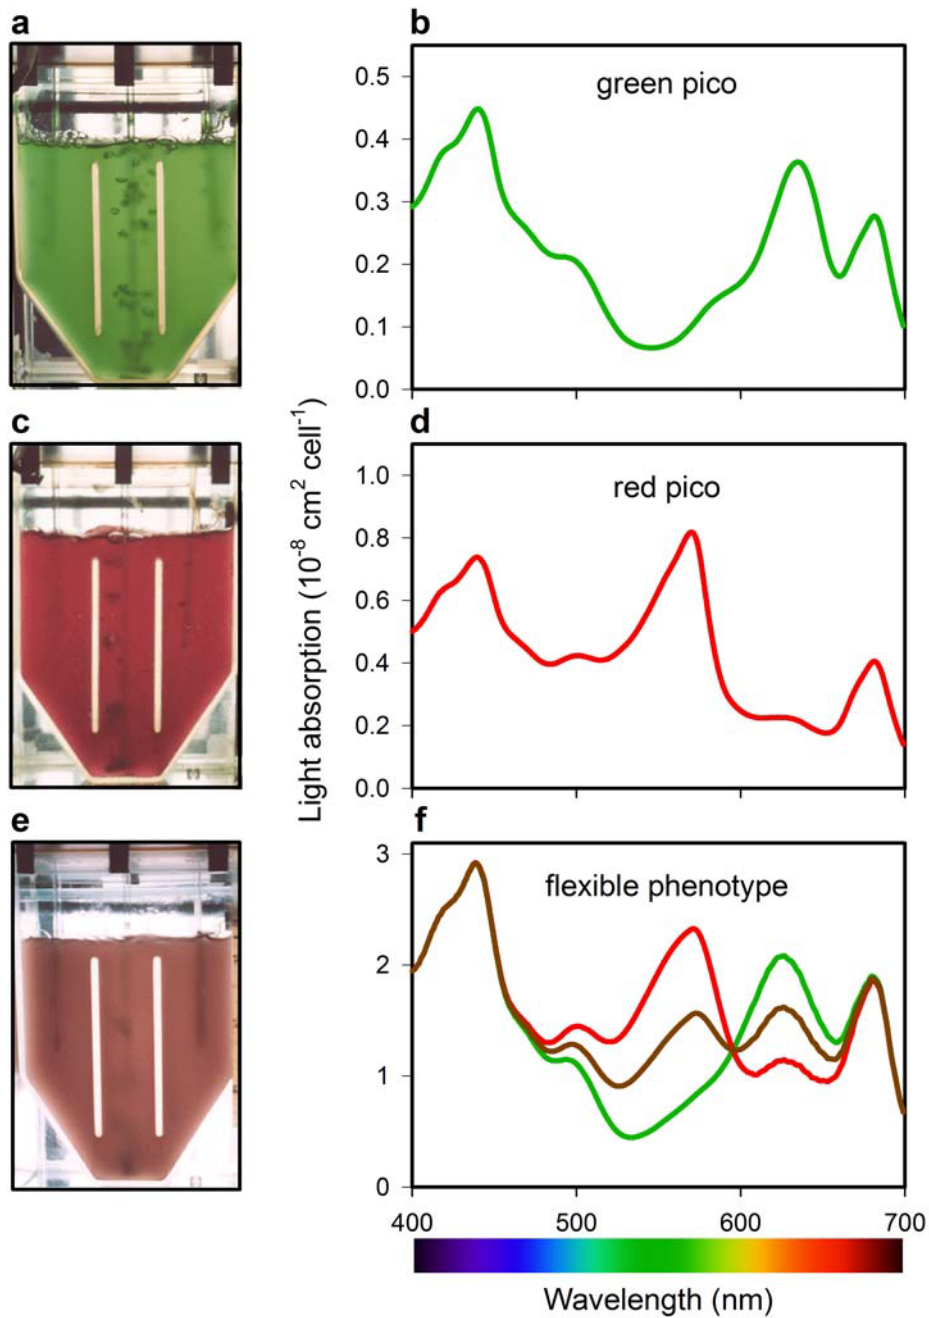 a
b
green pico
0.5
0.4
0.3
0.2
0.1
0.0
c
d
red pico
1.0
0.8
0.6
0.4
0.2
0.0
Light absorption (10⁻⁸ cm² cell⁻¹)
e
f
flexible phenotype
3
2
1
0
400 500 600 700
Wavelength (nm)